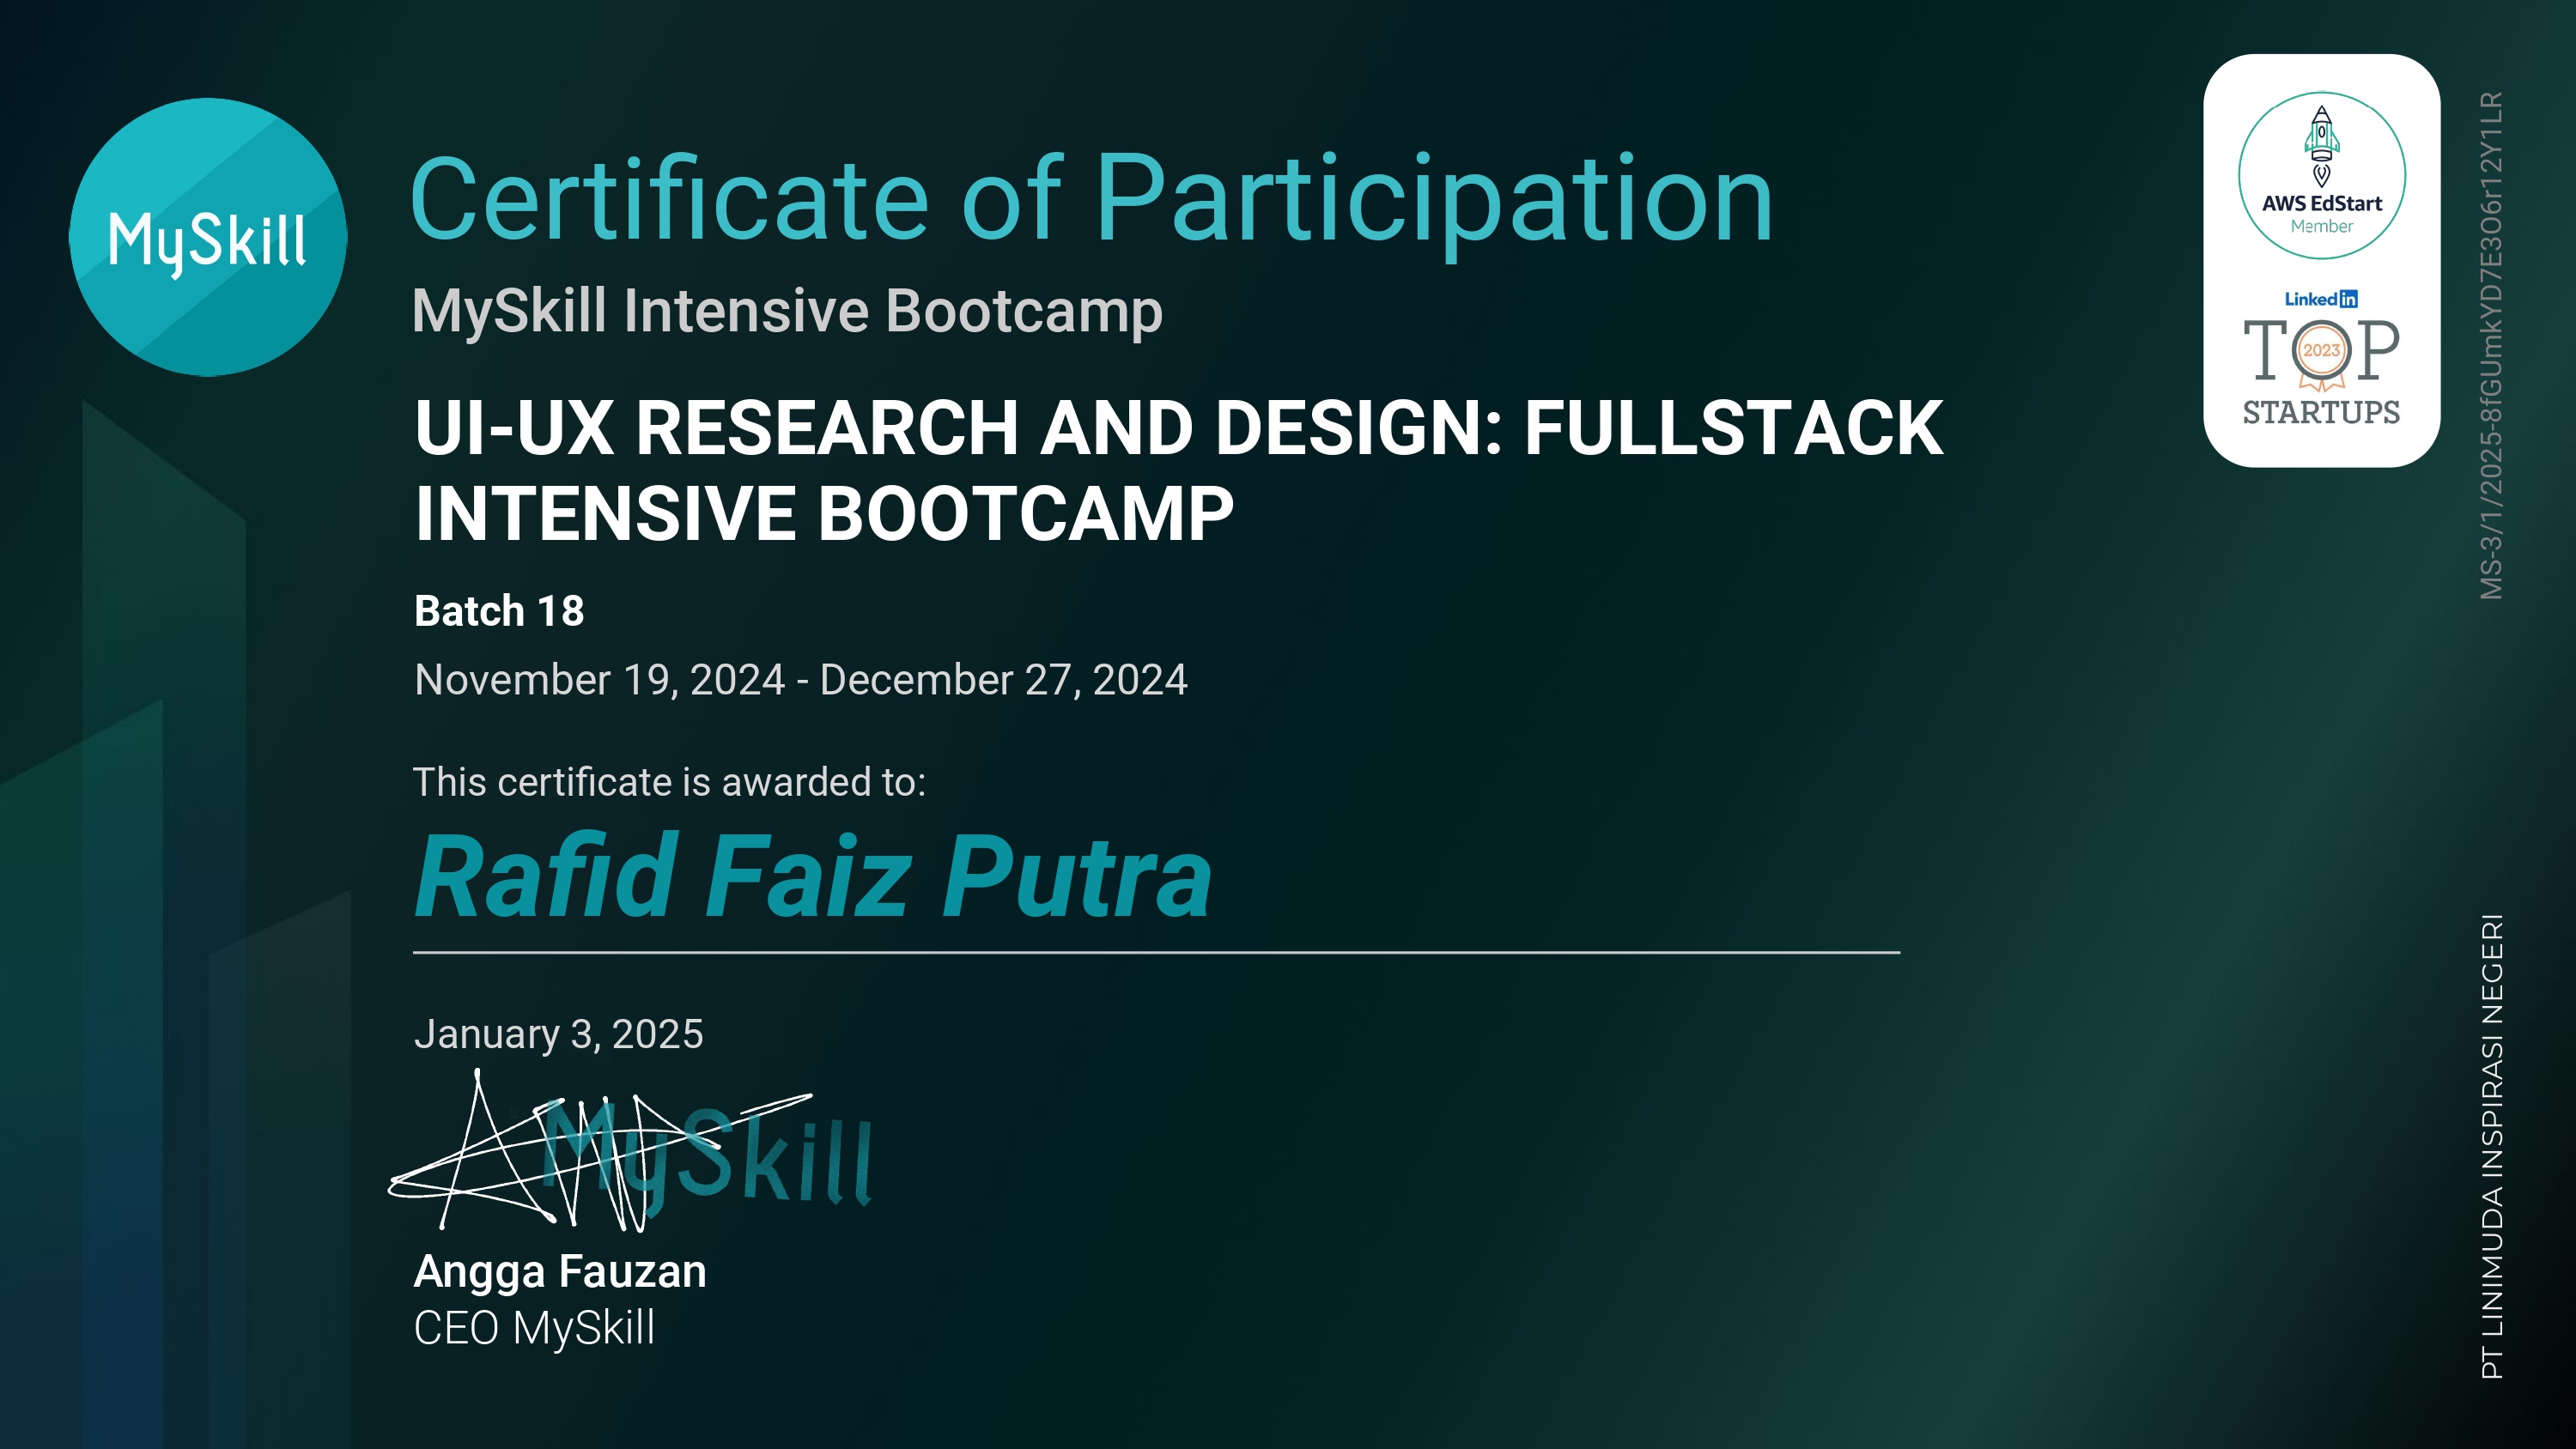 MySkill
Certificate of Participation
MySkill Intensive Bootcamp
UI-UX RESEARCH AND DESIGN: FULLSTACK
INTENSIVE BOOTCAMP
Batch 18
November 19, 2024 - December 27, 2024
This certificate is awarded to:
Rafid Faiz Putra
January 3, 2025
MySkill
Angga Fauzan
CEO MySkill
AWS EdStart
Member
Linked in
TOP
2023
STARTUPS
MS-3/1/2025-8fGUmkYD7E3O6r12Y1LR
PT LINIMUDA INSPIRASI NEGERI